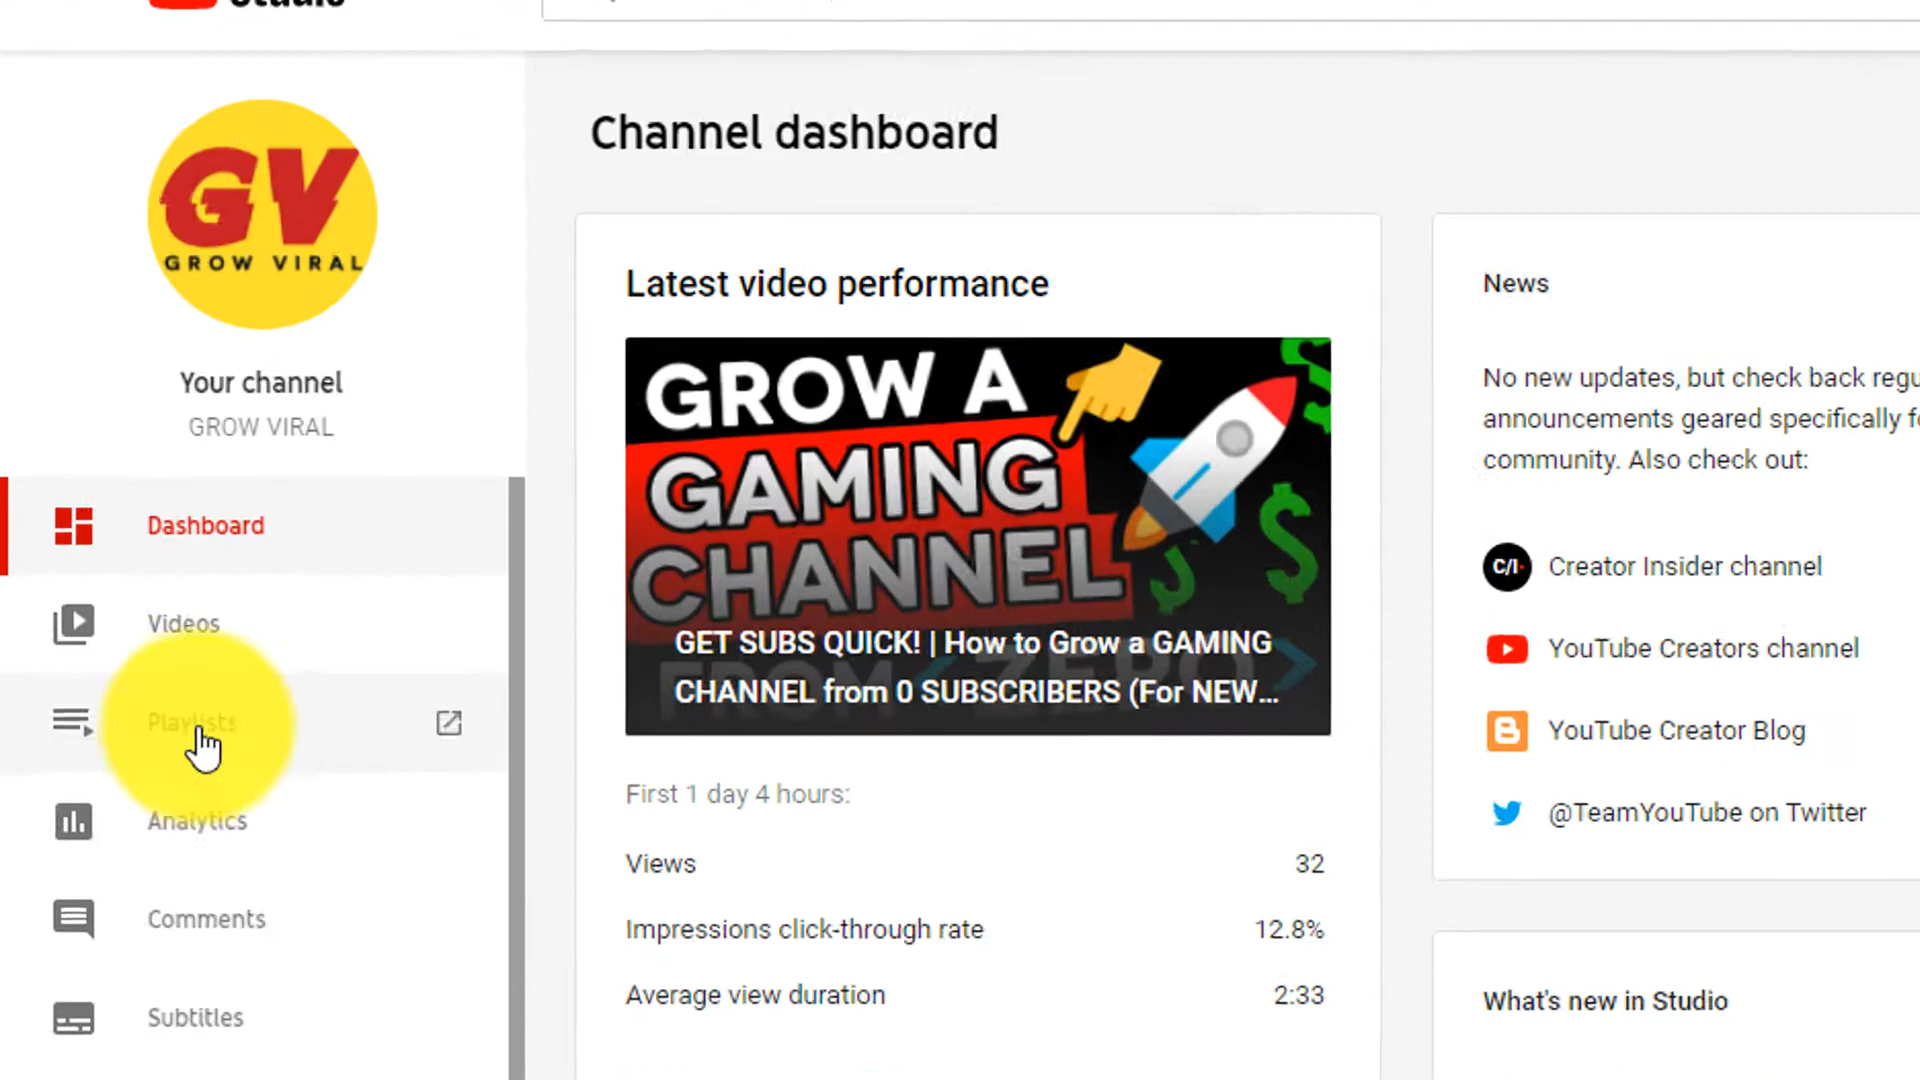 Studio
GV
GROW VIRAL
Your channel
GROW VIRAL
Dashboard
Videos
Playlists
Analytics
Comments
Subtitles
Channel dashboard
Latest video performance
GROW A
GAMING
CHANNEL
FROM ZERO
GET SUBS QUICK! | How to Grow a GAMING
CHANNEL from 0 SUBSCRIBERS (For NEW...
First 1 day 4 hours:
Views 32
Impressions click-through rate 12.8%
Average view duration 2:33
News
No new updates, but check back regu
announcements geared specifically fo
community. Also check out:
C/I
Creator Insider channel
YouTube Creators channel
YouTube Creator Blog
@TeamYouTube on Twitter
What's new in Studio